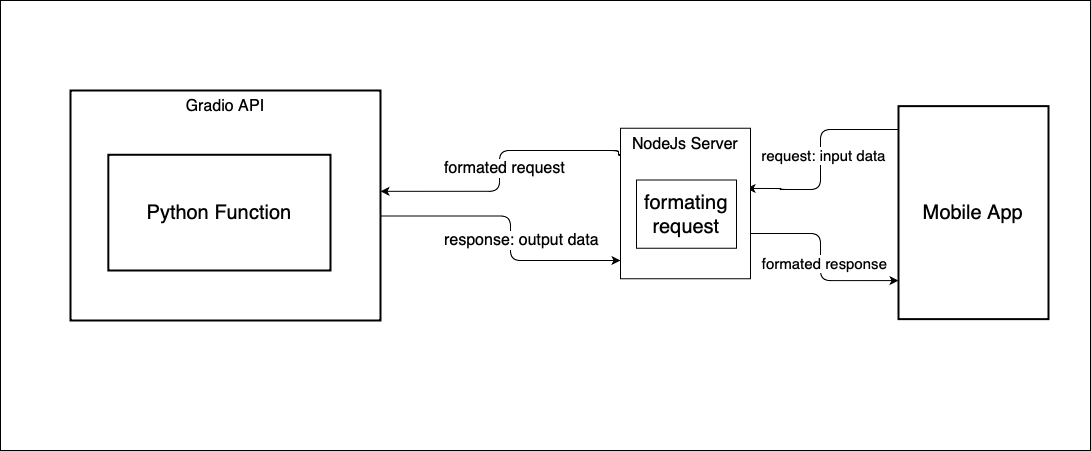 Gradio API
Python Function
formated request
response: output data
NodeJs Server
formating
request
request: input data
formated response
Mobile App